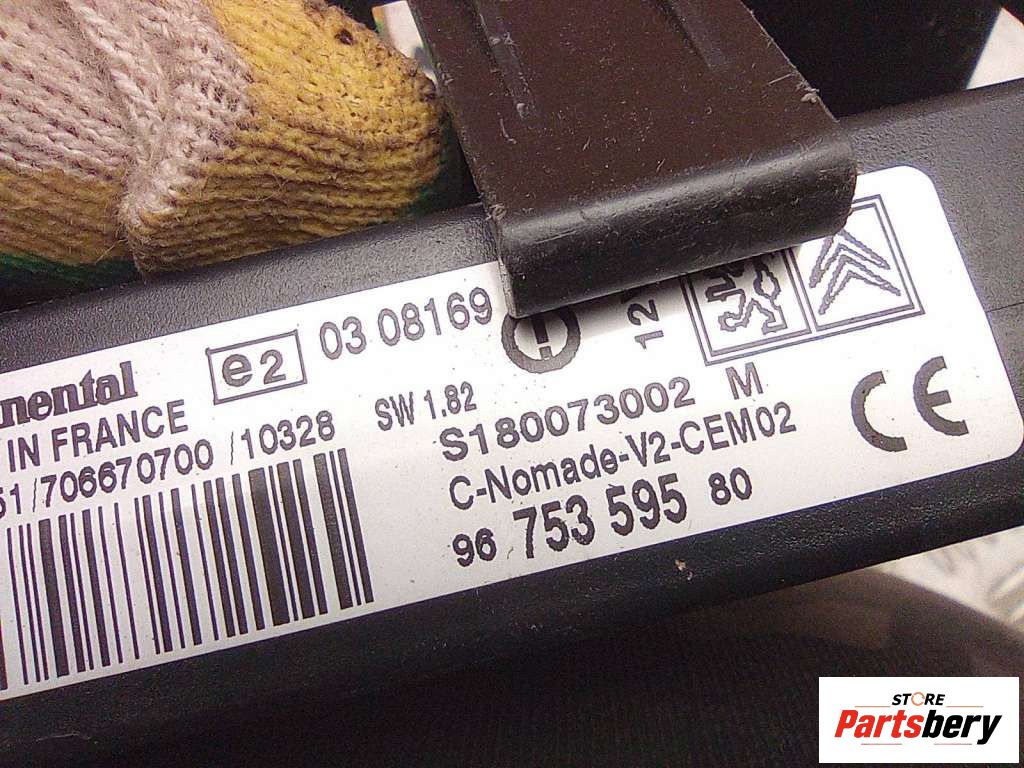 e2 03 08169
IN FRANCE
/706670700 /10328 SW 1.82
S180073002 M
C-Nomade-V2-CEM02
96 753 595 80
CE
STORE
Partsbery